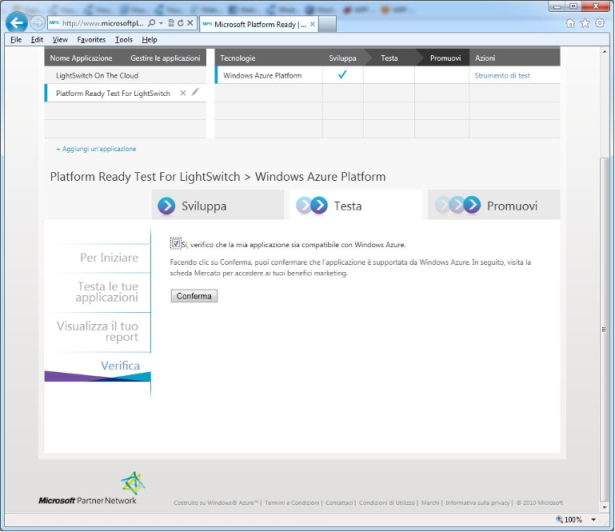 http://www.microsoftpl...
Microsoft Platform Ready | ...
File Edit View Favorites Tools Help
Nome Applicazione Gestire le applicazioni Tecnologie Sviluppa Testa Promuovi Azioni
LightSwitch On The Cloud Windows Azure Platform Strumento di test
Platform Ready Test For LightSwitch
+ Aggiungi un'applicazione
Platform Ready Test For LightSwitch > Windows Azure Platform
Sviluppa Testa Promuovi
Per Iniziare
Testa le tue
applicazioni
Visualizza il tuo
report
Verifica
Sì, verifico che la mia applicazione sia compatibile con Windows Azure.
Facendo clic su Conferma, puoi confermare che l'applicazione è supportata da Windows Azure. In seguito, visita la
scheda Mercato per accedere ai tuoi benefici marketing.
Conferma
Microsoft Partner Network
Costruito su Windows® Azure™ | Termini e Condizioni | Contattaci | Condizioni di Utilizzo | Marchi | Informativa sulla privacy | © 2010 Microsoft
100%